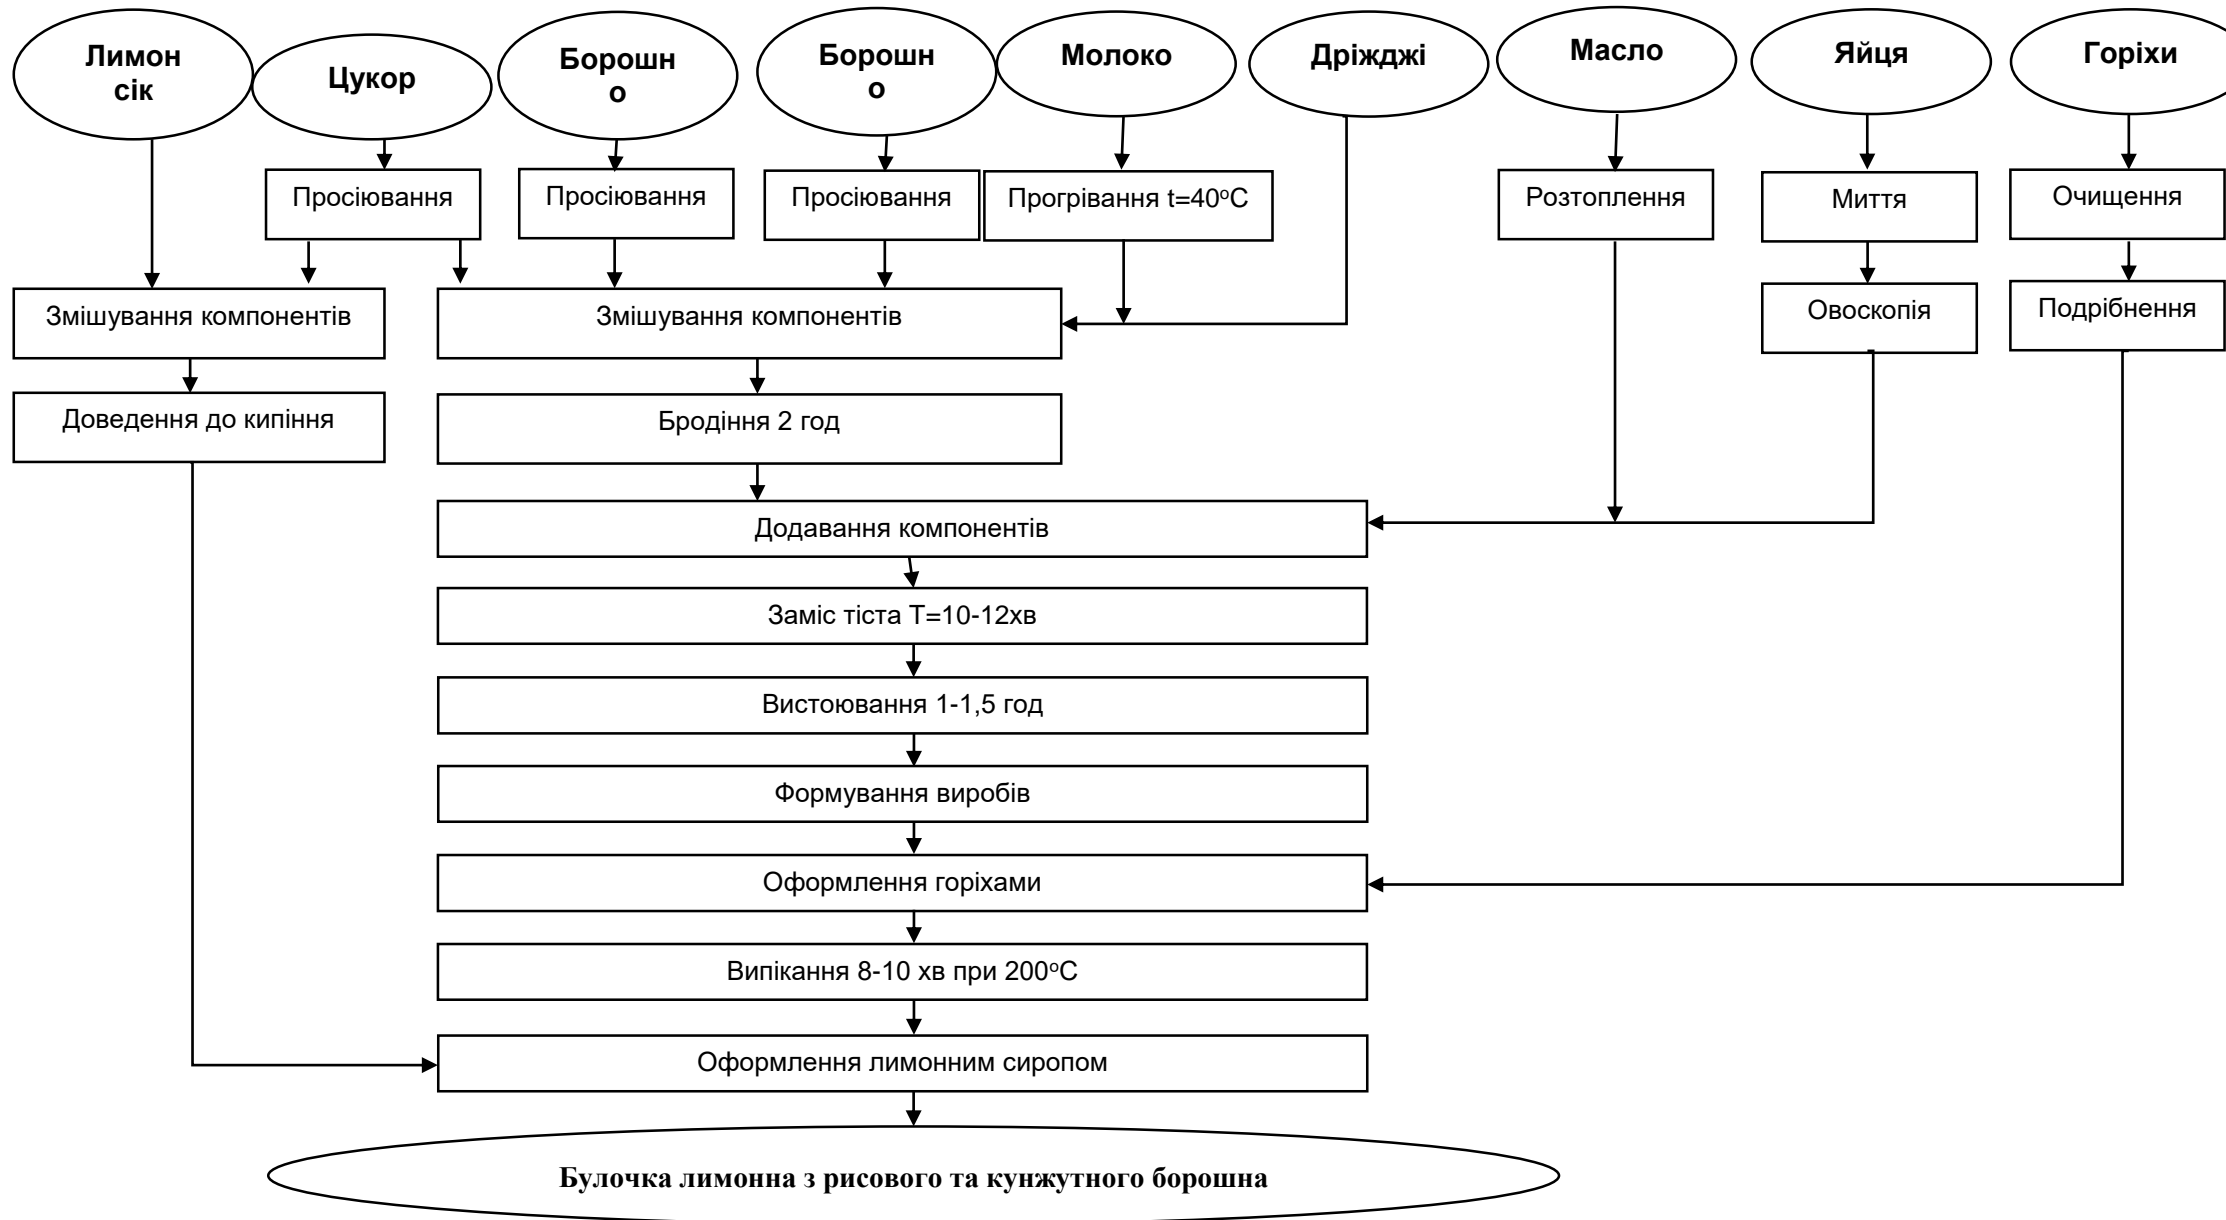 Лимон
сік
Цукор
Борошн
о
Борошн
о
Молоко
Дріжджі
Масло
Яйця
Горіхи
Просіювання
Просіювання
Просіювання
Прогрівання t=40°С
Розтоплення
Миття
Очищення
Змішування компонентів
Змішування компонентів
Овоскопія
Подрібнення
Доведення до кипіння
Бродіння 2 год
Додавання компонентів
Заміс тіста Т=10-12хв
Вистоювання 1-1,5 год
Формування виробів
Оформлення горіхами
Випікання 8-10 хв при 200°С
Оформлення лимонним сиропом
Булочка лимонна з рисового та кунжутного борошна